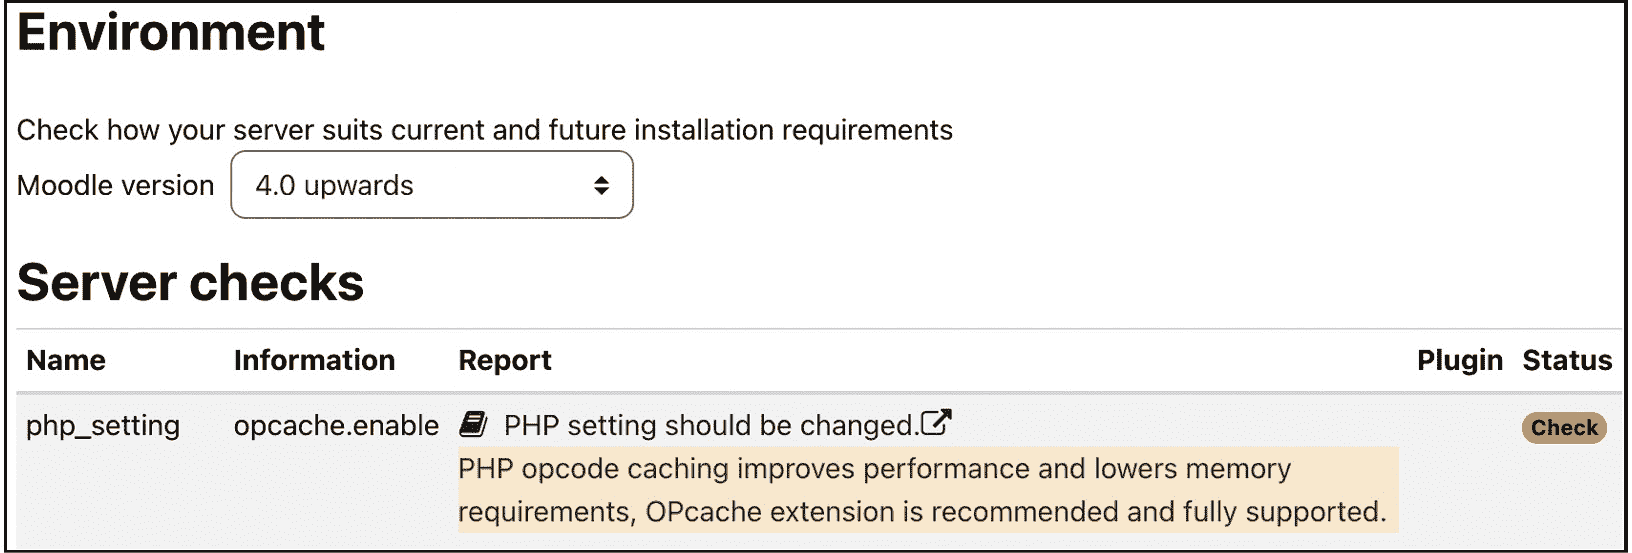 Environment
Check how your server suits current and future installation requirements
Moodle version 4.0 upwards
Server checks
Name Information Report Plugin Status
php_setting opcache.enable PHP setting should be changed. Check
PHP opcode caching improves performance and lowers memory
requirements, OPcache extension is recommended and fully supported.